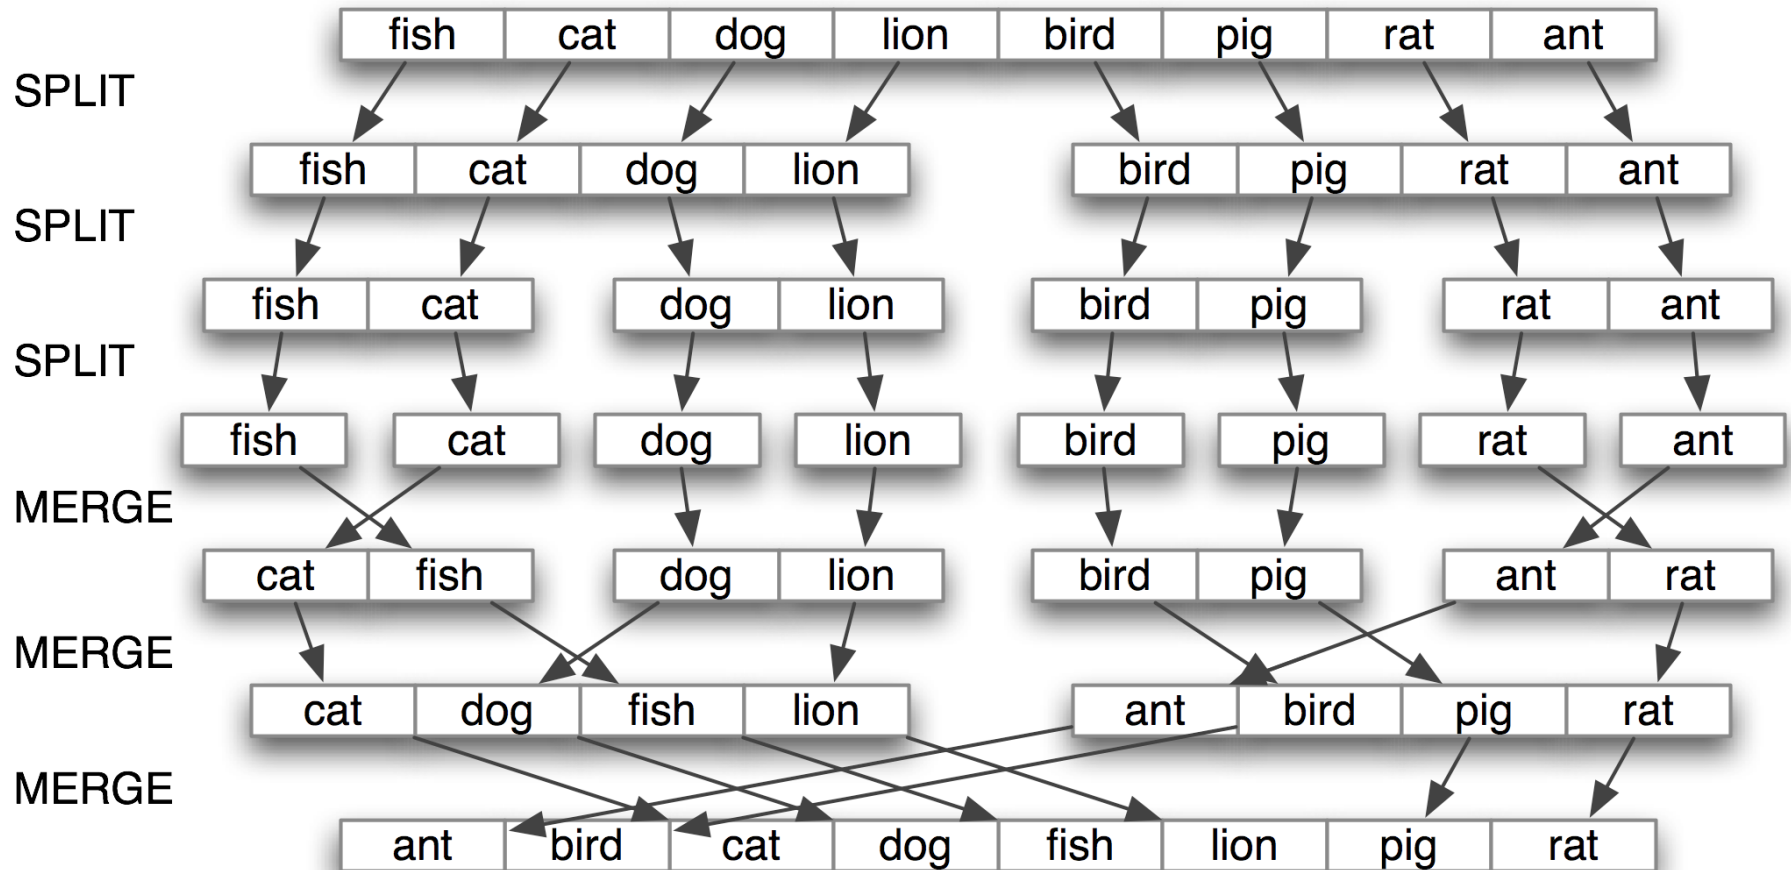 fish cat dog lion bird pig rat ant
SPLIT
fish cat dog lion bird pig rat ant
SPLIT
fish cat dog lion bird pig rat ant
SPLIT
fish cat dog lion bird pig rat ant
MERGE
cat fish dog lion bird pig ant rat
MERGE
cat dog fish lion ant bird pig rat
MERGE
ant bird cat dog fish lion pig rat